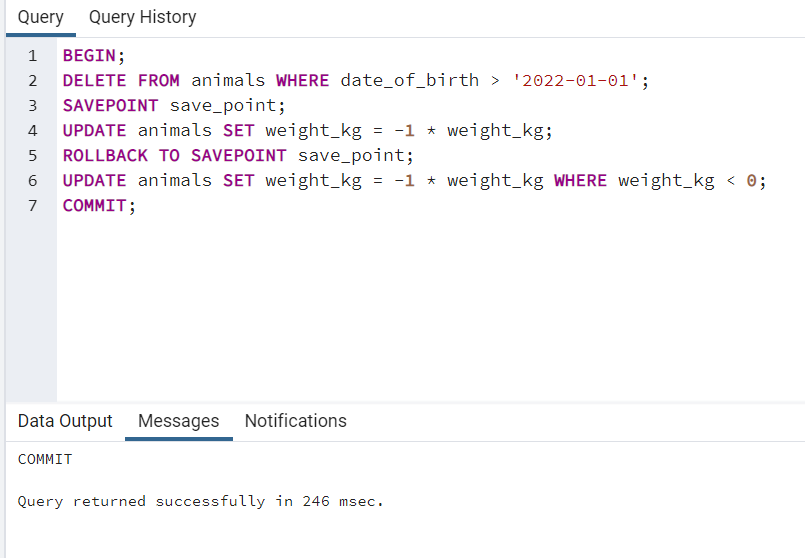 Query Query History
1 BEGIN;
2 DELETE FROM animals WHERE date_of_birth > '2022-01-01';
3 SAVEPOINT save_point;
4 UPDATE animals SET weight_kg = -1 * weight_kg;
5 ROLLBACK TO SAVEPOINT save_point;
6 UPDATE animals SET weight_kg = -1 * weight_kg WHERE weight_kg < 0;
7 COMMIT;
Data Output Messages Notifications
COMMIT
Query returned successfully in 246 msec.